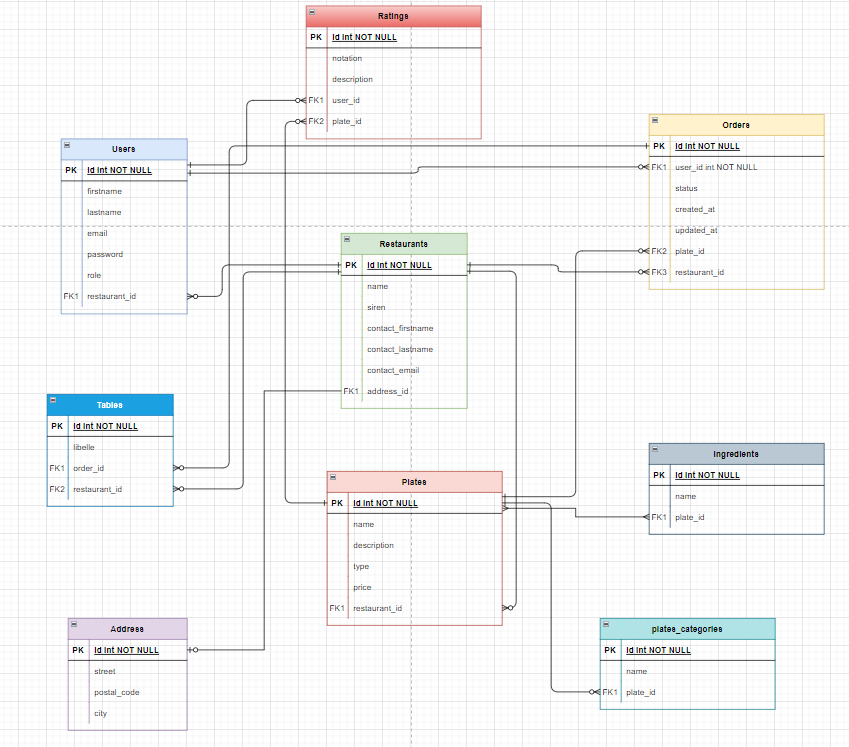 Ratings
PK Id int NOT NULL
notation
description
FK1 user_id
FK2 plate_id
Users
PK Id int NOT NULL
firstname
lastname
email
password
role
FK1 restaurant_id
Orders
PK Id int NOT NULL
FK1 user_id int NOT NULL
status
created_at
updated_at
FK2 plate_id
FK3 restaurant_id
Restaurants
PK Id int NOT NULL
name
siren
contact_firstname
contact_lastname
contact_email
FK1 address_id
Tables
PK Id int NOT NULL
libelle
FK1 order_id
FK2 restaurant_id
Plates
PK Id int NOT NULL
name
description
type
price
FK1 restaurant_id
Ingredients
PK Id int NOT NULL
name
FK1 plate_id
Address
PK Id int NOT NULL
street
postal_code
city
plates_categories
PK Id int NOT NULL
name
FK1 plate_id